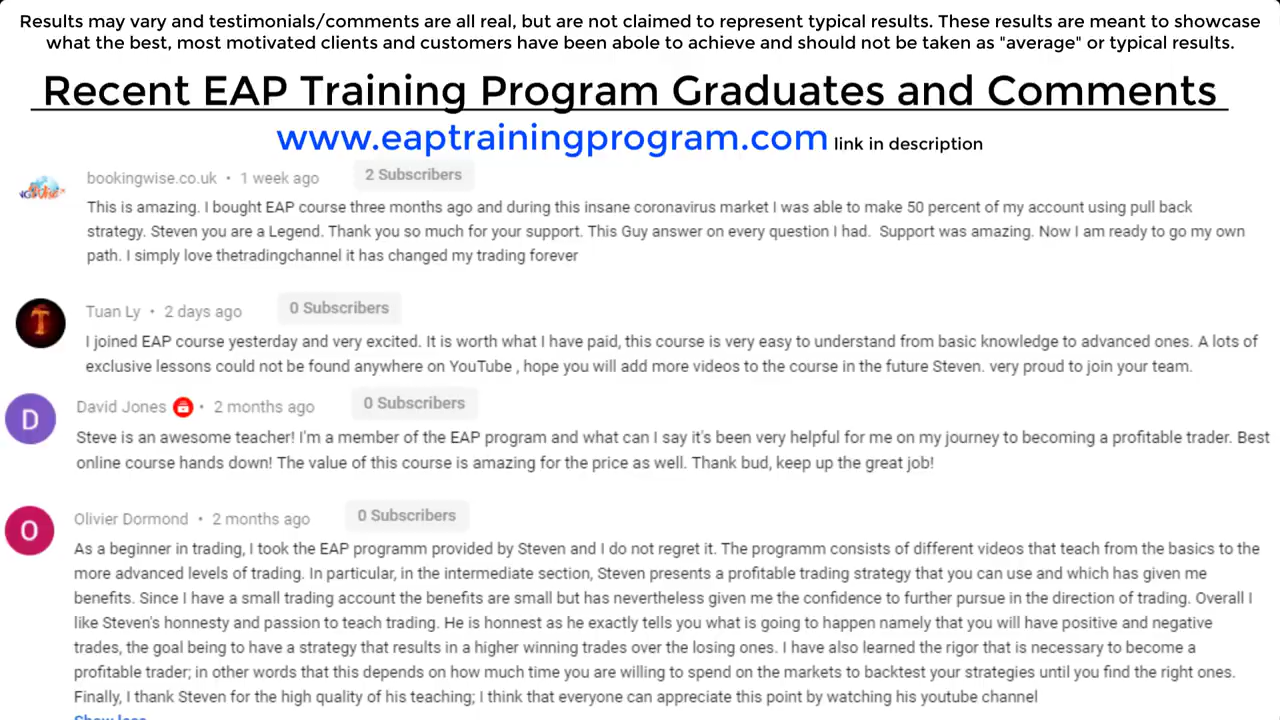 Results may vary and testimonials/comments are all real, but are not claimed to represent typical results. These results are meant to showcase
what the best, most motivated clients and customers have been abole to achieve and should not be taken as "average" or typical results.
Recent EAP Training Program Graduates and Comments
www.eaptrainingprogram.com link in description
bookingwise.co.uk • 1 week ago 2 Subscribers
This is amazing. I bought EAP course three months ago and during this insane coronavirus market I was able to make 50 percent of my account using pull back
strategy. Steven you are a Legend. Thank you so much for your support. This Guy answer on every question I had. Support was amazing. Now I am ready to go my own
path. I simply love thetradingchannel it has changed my trading forever
T
Tuan Ly • 2 days ago 0 Subscribers
I joined EAP course yesterday and very excited. It is worth what I have paid, this course is very easy to understand from basic knowledge to advanced ones. A lots of
exclusive lessons could not be found anywhere on YouTube , hope you will add more videos to the course in the future Steven. very proud to join your team.
D
David Jones • 2 months ago 0 Subscribers
Steve is an awesome teacher! I'm a member of the EAP program and what can I say it's been very helpful for me on my journey to becoming a profitable trader. Best
online course hands down! The value of this course is amazing for the price as well. Thank bud, keep up the great job!
O
Olivier Dormond • 2 months ago 0 Subscribers
As a beginner in trading, I took the EAP programm provided by Steven and I do not regret it. The programm consists of different videos that teach from the basics to the
more advanced levels of trading. In particular, in the intermediate section, Steven presents a profitable trading strategy that you can use and which has given me
benefits. Since I have a small trading account the benefits are small but has nevertheless given me the confidence to further pursue in the direction of trading. Overall I
like Steven's honnesty and passion to teach trading. He is honnest as he exactly tells you what is going to happen namely that you will have positive and negative
trades, the goal being to have a strategy that results in a higher winning trades over the losing ones. I have also learned the rigor that is necessary to become a
profitable trader; in other words that this depends on how much time you are willing to spend on the markets to backtest your strategies until you find the right ones.
Finally, I thank Steven for the high quality of his teaching; I think that everyone can appreciate this point by watching his youtube channel
Show less